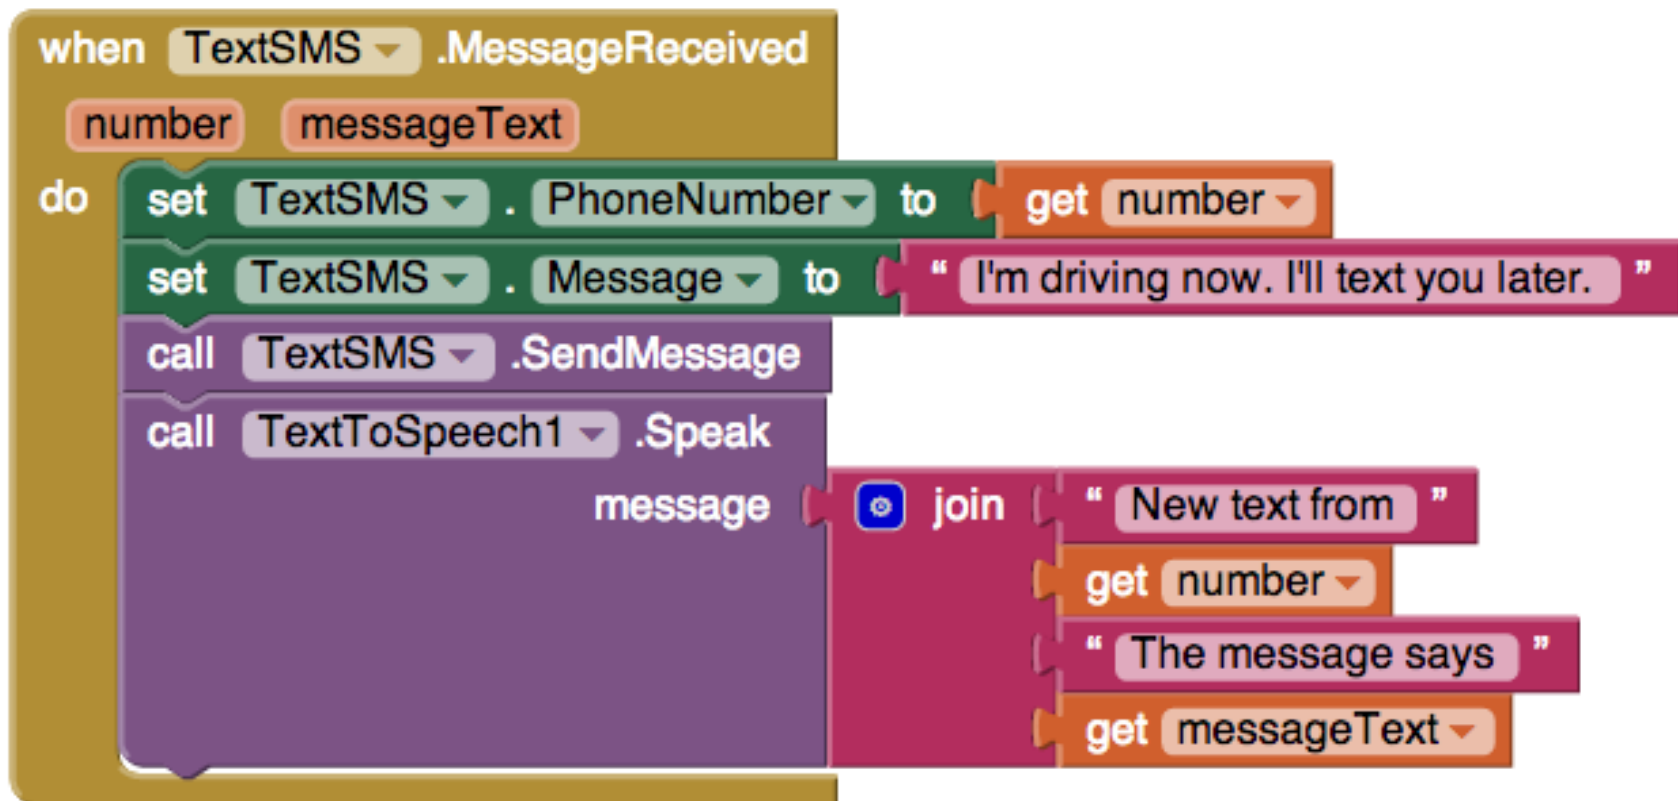 when TextSMS .MessageReceived
number messageText
do set TextSMS . PhoneNumber to get number
set TextSMS . Message to “ I'm driving now. I'll text you later. ”
call TextSMS .SendMessage
call TextToSpeech1 .Speak
message join “ New text from ”
get number
“ The message says ”
get messageText